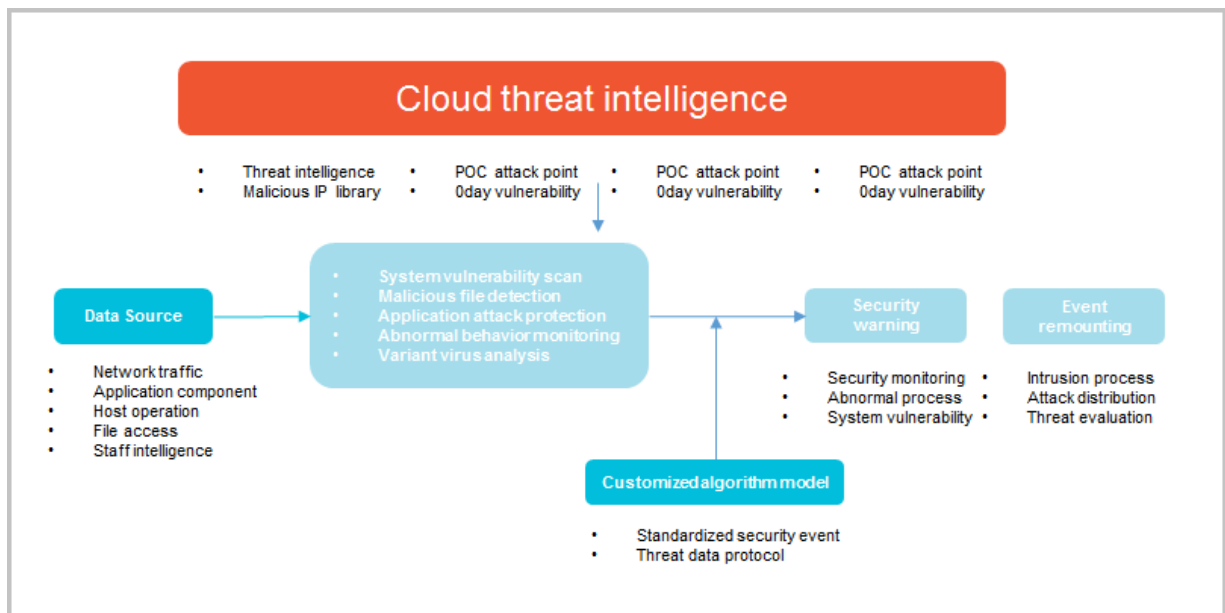 Cloud threat intelligence
• Threat intelligence • POC attack point • POC attack point • POC attack point
• Malicious IP library • 0day vulnerability • 0day vulnerability • 0day vulnerability
Data Source
• Network traffic
• Application component
• Host operation
• File access
• Staff intelligence
• System vulnerability scan
• Malicious file detection
• Application attack protection
• Abnormal behavior monitoring
• Variant virus analysis
Security
warning
• Security monitoring
• Abnormal process
• System vulnerability
Event
remounting
• Intrusion process
• Attack distribution
• Threat evaluation
Customized algorithm model
• Standardized security event
• Threat data protocol